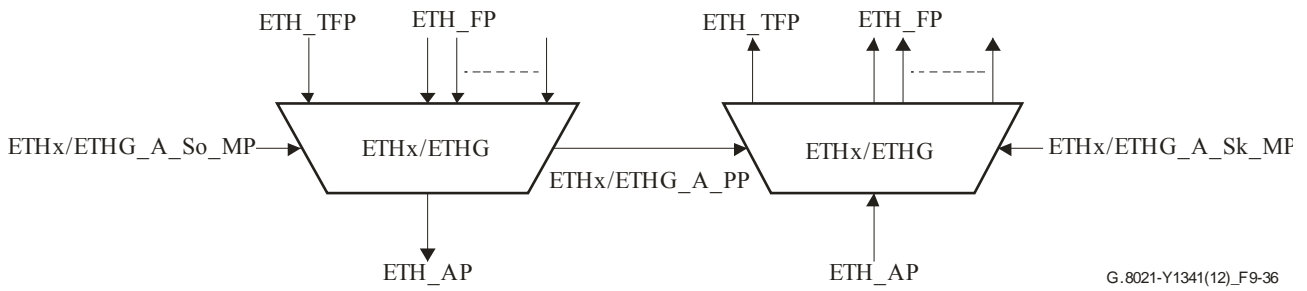 ETH_TFP ETH_FP ETH_TFP ETH_FP
ETHx/ETHG_A_So_MP ETHx/ETHG ETHx/ETHG ETHx/ETHG_A_Sk_MP
ETHx/ETHG_A_PP
ETH_AP ETH_AP
G.8021-Y1341(12)_F9-36